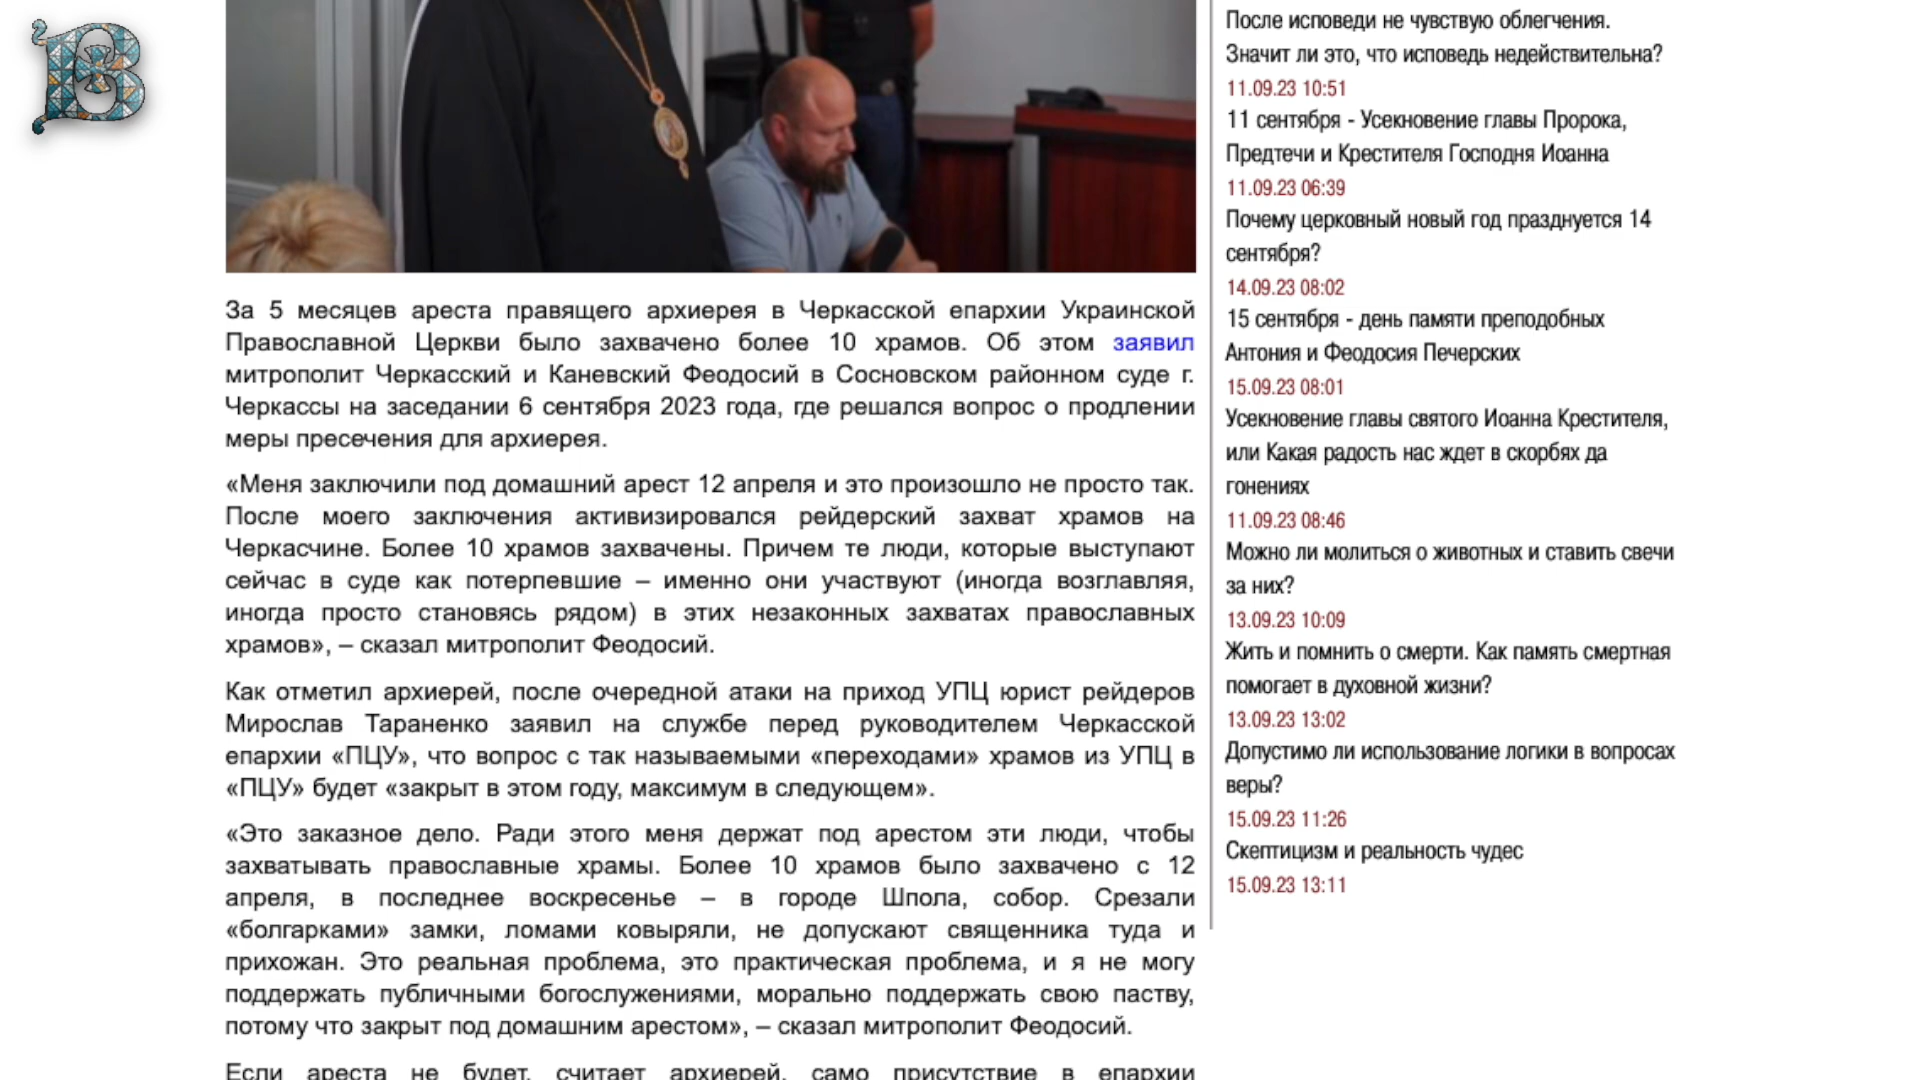 За 5 месяцев ареста правящего архиерея в Черкасской епархии Украинской
Православной Церкви было захвачено более 10 храмов. Об этом заявил
митрополит Черкасский и Каневский Феодосий в Сосновском районном суде г.
Черкассы на заседании 6 сентября 2023 года, где решался вопрос о продлении
меры пресечения для архиерея.
«Меня заключили под домашний арест 12 апреля и это произошло не просто так.
После моего заключения активизировался рейдерский захват храмов на
Черкасчине. Более 10 храмов захвачены. Причем те люди, которые выступают
сейчас в суде как потерпевшие – именно они участвуют (иногда возглавляя,
иногда просто становясь рядом) в этих незаконных захватах православных
храмов», – сказал митрополит Феодосий.
Как отметил архиерей, после очередной атаки на приход УПЦ юрист рейдеров
Мирослав Тараненко заявил на службе перед руководителем Черкасской
епархии «ПЦУ», что вопрос с так называемыми «переходами» храмов из УПЦ в
«ПЦУ» будет «закрыт в этом году, максимум в следующем».
«Это заказное дело. Ради этого меня держат под арестом эти люди, чтобы
захватывать православные храмы. Более 10 храмов было захвачено с 12
апреля, в последнее воскресенье – в городе Шпола, собор. Срезали
«болгарками» замки, ломами ковыряли, не допускают священника туда и
прихожан. Это реальная проблема, это практическая проблема, и я не могу
поддержать публичными богослужениями, морально поддержать свою паству,
потому что закрыт под домашним арестом», – сказал митрополит Феодосий.
Если ареста не будет, считает архиерей, само присутствие в епархии
После исповеди не чувствую облегчения.
Значит ли это, что исповедь недействительна?
11.09.23 10:51
11 сентября - Усекновение главы Пророка,
Предтечи и Крестителя Господня Иоанна
11.09.23 06:39
Почему церковный новый год празднуется 14
сентября?
14.09.23 08:02
15 сентября - день памяти преподобных
Антония и Феодосия Печерских
15.09.23 08:01
Усекновение главы святого Иоанна Крестителя,
или Какая радость нас ждет в скорбях да
гонениях
11.09.23 08:46
Можно ли молиться о животных и ставить свечи
за них?
13.09.23 10:09
Жить и помнить о смерти. Как память смертная
помогает в духовной жизни?
13.09.23 13:02
Допустимо ли использование логики в вопросах
веры?
15.09.23 11:26
Скептицизм и реальность чудес
15.09.23 13:11